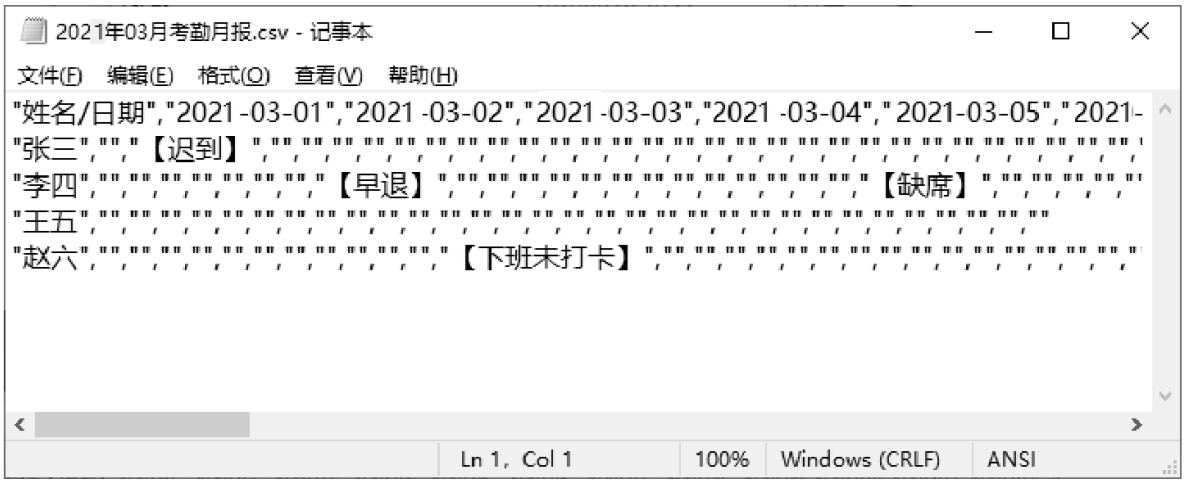 2021年03月考勤月报.csv - 记事本
文件(F) 编辑(E) 格式(O) 查看(V) 帮助(H)
"姓名/日期","2021-03-01","2021-03-02","2021-03-03","2021-03-04","2021-03-05","2021-
"张三","","【迟到】","","","","","","","","","","","","","","","","","","","","","","","","","","","","",
"李四","","","","","","","","【早退】","","","","","","","","","","","","","","【缺席】","","","","","
"王五","","","","","","","","","","","","","","","","","","","","","","","","","","","","","","",""
"赵六","","","","","","","","","","","","【下班未打卡】","","","","","","","","","","","","","","","","
Ln 1, Col 1 100% Windows (CRLF) ANSI